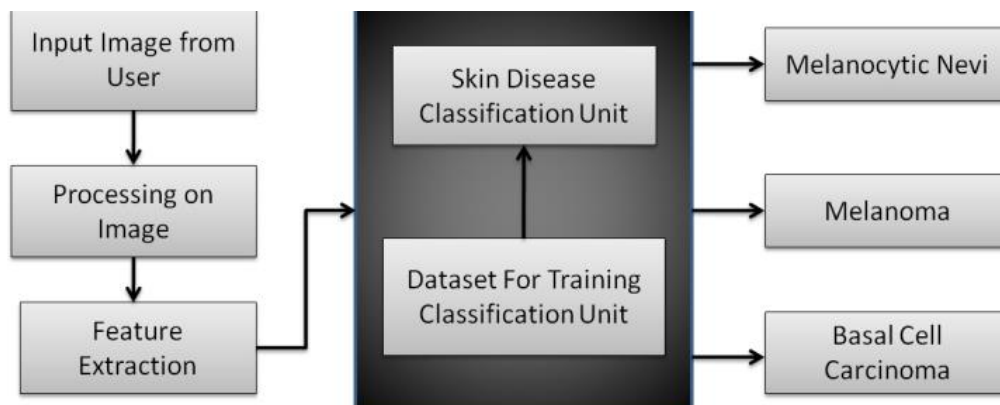 Input Image from
User
Processing on
Image
Feature
Extraction
Skin Disease
Classification Unit
Dataset For Training
Classification Unit
Melanocytic Nevi
Melanoma
Basal Cell
Carcinoma